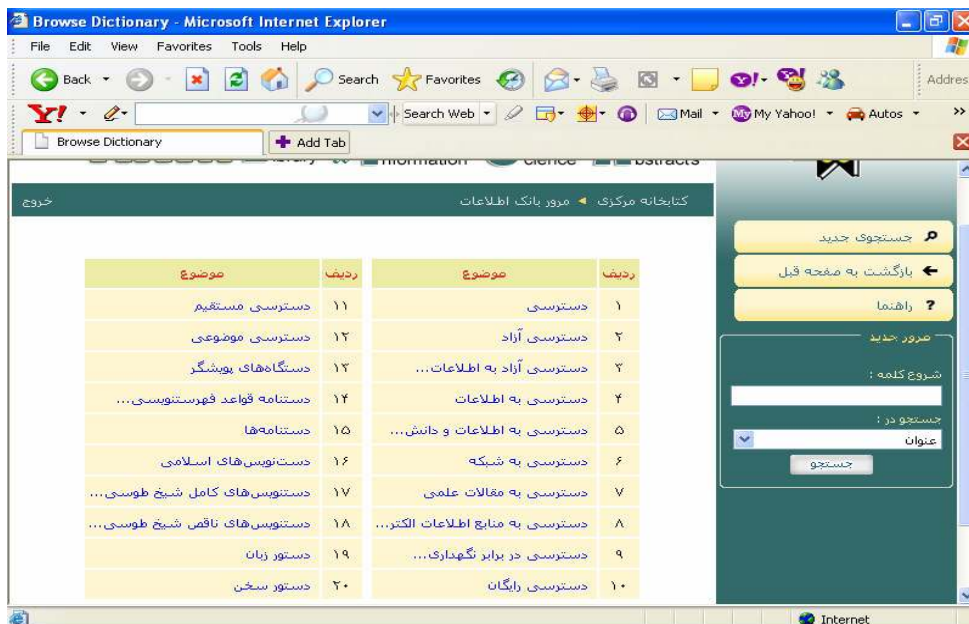 Browse Dictionary - Microsoft Internet Explorer
File Edit View Favorites Tools Help
Back Search Favorites Addres
Y! Search Web Mail My Yahoo! Autos »
Browse Dictionary Add Tab
کتابخانه مرکزی ◄ مرور بانک اطلاعات
خروج
جستجوی جدید
بازگشت به صفحه قبل
راهنما ?
مرور جدید
شروع کلمه :
جستجو در :
عنوان
جستجو
ردیف موضوع ردیف موضوع
۱ دسترسی ۱۱ دسترسی مستقیم
۲ دسترسی آزاد ۱۲ دسترسی موضوعی
۳ دسترسی آزاد به اطلاعات... ۱۳ دستگاه‌های پویشگر
۴ دسترسی به اطلاعات ۱۴ دستنامه قواعد فهرستنویسی...
۵ دسترسی به اطلاعات و دانش... ۱۵ دستنامه‌ها
۶ دسترسی به شبکه ۱۶ دست‌نویس‌های اسلامی
۷ دسترسی به مقالات علمی ۱۷ دستنویس‌های کامل شیخ طوسی...
۸ دسترسی به منابع اطلاعات الکتر... ۱۸ دستنویس‌های ناقص شیخ طوسی...
۹ دسترسی در برابر نگهداری... ۱۹ دستور زبان
۱۰ دسترسی رایگان ۲۰ دستور سخن
Internet